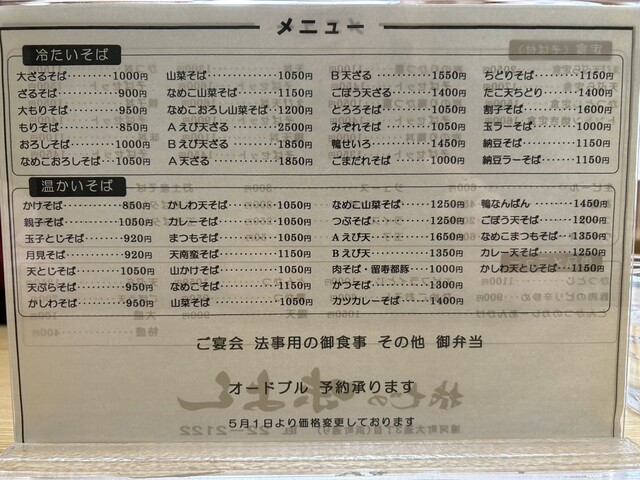 メニュー
冷たいそば
大ざるそば………1000円
ざるそば…………900円
大もりそば………950円
もりそば…………850円
おろしそば………1000円
なめこおろしそば…1050円
山菜そば…………1050円
なめこ山菜そば……1150円
なめこおろし山菜そば…1200円
Aえび天ざる………2500円
Bえび天ざる………1850円
A天ざる…………1850円
B天ざる…………1550円
ごぼう天ざる………1400円
とろろそば………1050円
みぞれそば………1050円
鴨せいろ…………1450円
ごまだれそば………1000円
ちとりそば………1150円
たこ天ちとり………1400円
割子そば…………1600円
玉ラーそば………1000円
納豆そば…………1150円
納豆ラーそば………1150円
温かいそば
かけそば…………850円
親子そば…………1050円
玉子とじそば………920円
月見そば…………920円
天とじそば………1050円
天ぷらそば………950円
かしわそば………950円
かしわ天そば………1050円
カレーそば………1050円
まつもそば………1050円
天南蛮そば………1150円
山かけそば………1050円
なめこそば………1150円
山菜そば…………1050円
なめこ山菜そば……1250円
つぶそば…………1250円
Aえび天…………1650円
Bえび天…………1350円
肉そば・留寿都豚…1000円
かつそば…………1300円
カツカレーそば……1400円
鴨なんばん………1450円
ごぼう天そば………1200円
なめこまつもそば…1350円
カレー天そば………1250円
かしわ天とじそば…1150円
ご宴会 法事用の御食事 その他 御弁当
オードブル 予約承ります
5月1日より価格変更しております